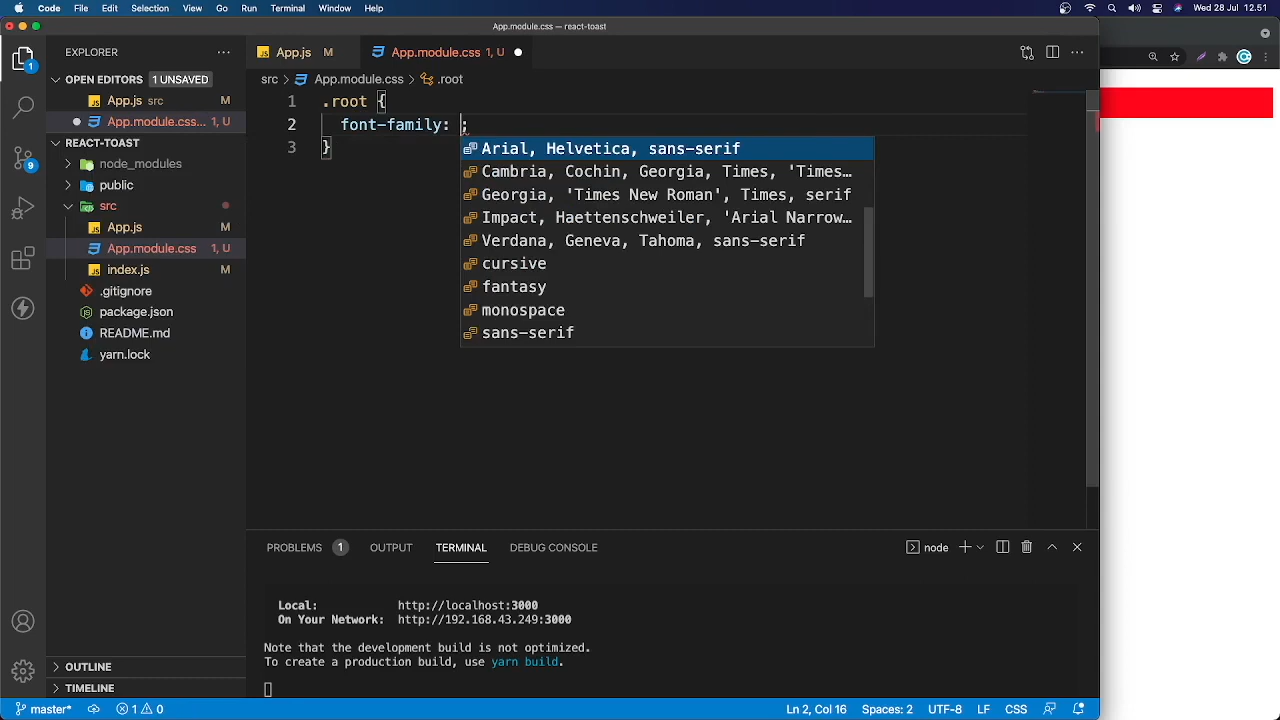 Code File Edit Selection View Go Run Terminal Window Help
Wed 28 Jul 12.51
App.module.css — react-toast
EXPLORER
App.js M
App.module.css 1, U
OPEN EDITORS 1 UNSAVED
src App.module.css .root
App.js src M
1 .root {
App.module.css... 1, U
2 font-family: ;
REACT-TOAST
3 }
node_modules
public
src
App.js M
App.module.css 1, U
index.js M
.gitignore
package.json
README.md
yarn.lock
Arial, Helvetica, sans-serif
Cambria, Cochin, Georgia, Times, 'Times...
Georgia, 'Times New Roman', Times, serif
Impact, Haettenschweiler, 'Arial Narrow...
Verdana, Geneva, Tahoma, sans-serif
cursive
fantasy
monospace
sans-serif
PROBLEMS 1 OUTPUT TERMINAL DEBUG CONSOLE
node
Local: http://localhost:3000
On Your Network: http://192.168.43.249:3000
Note that the development build is not optimized.
To create a production build, use yarn build.
OUTLINE
TIMELINE
9
1
master* 1 0
Ln 2, Col 16 Spaces: 2 UTF-8 LF CSS